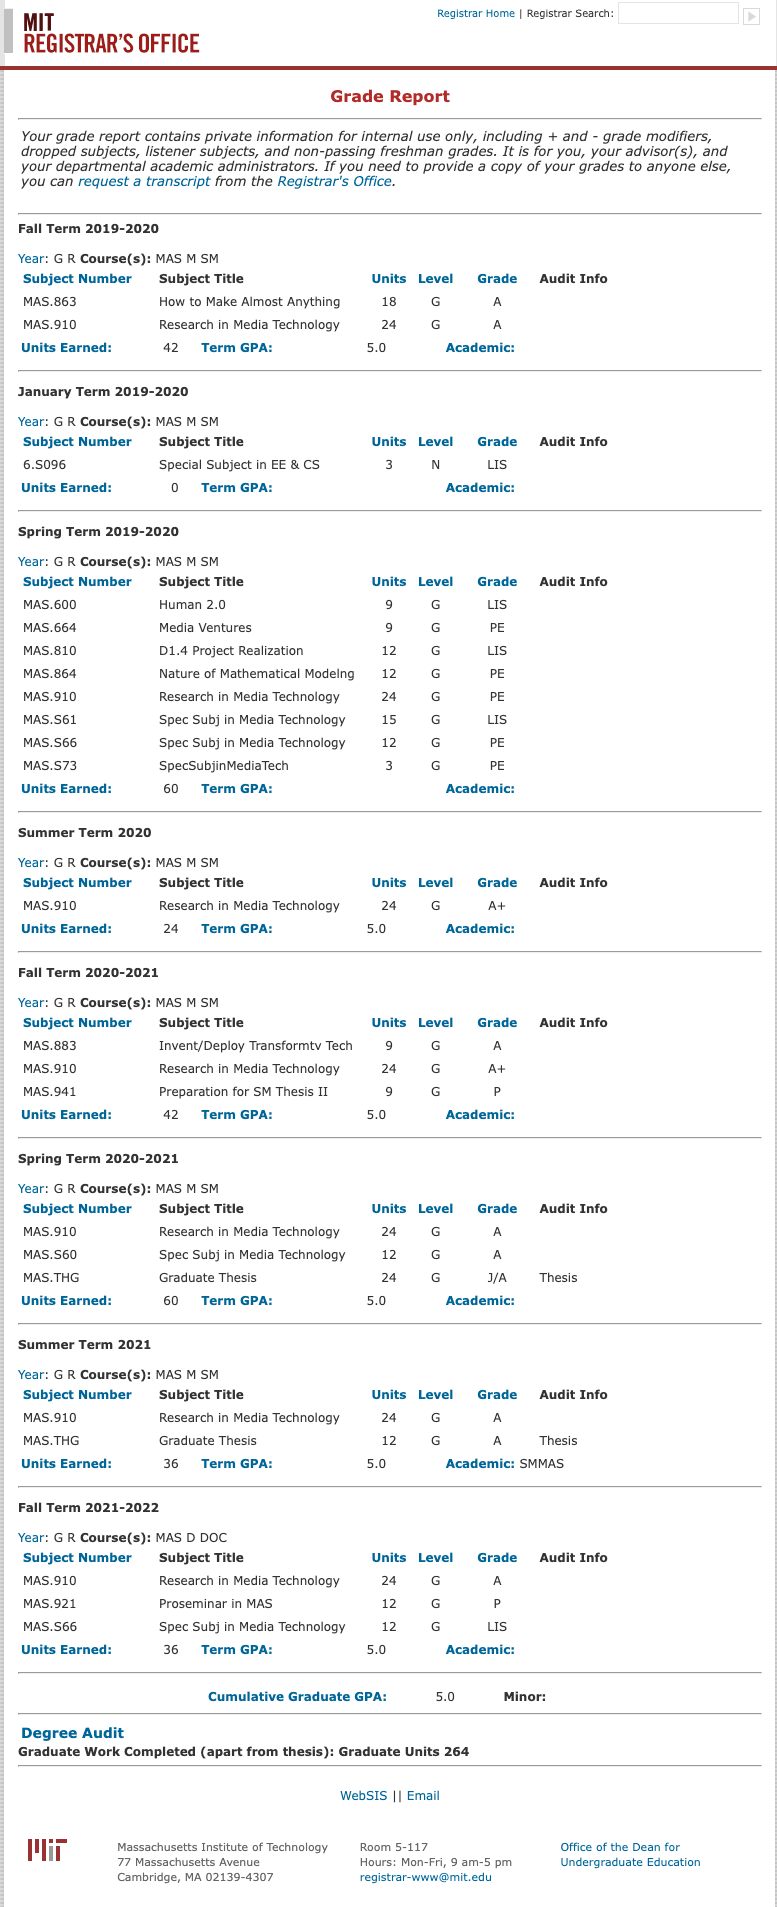 Registrar Home | Registrar Search:
MIT
REGISTRAR'S OFFICE
Grade Report
Your grade report contains private information for internal use only, including + and - grade modifiers,
dropped subjects, listener subjects, and non-passing freshman grades. It is for you, your advisor(s), and
your departmental academic administrators. If you need to provide a copy of your grades to anyone else,
you can request a transcript from the Registrar's Office.
Fall Term 2019-2020
Year: G R Course(s): MAS M SM
Subject Number Subject Title Units Level Grade Audit Info
MAS.863 How to Make Almost Anything 18 G A
MAS.910 Research in Media Technology 24 G A
Units Earned: 42 Term GPA: 5.0 Academic:
January Term 2019-2020
Year: G R Course(s): MAS M SM
Subject Number Subject Title Units Level Grade Audit Info
6.S096 Special Subject in EE & CS 3 N LIS
Units Earned: 0 Term GPA: Academic:
Spring Term 2019-2020
Year: G R Course(s): MAS M SM
Subject Number Subject Title Units Level Grade Audit Info
MAS.600 Human 2.0 9 G LIS
MAS.664 Media Ventures 9 G PE
MAS.810 D1.4 Project Realization 12 G LIS
MAS.864 Nature of Mathematical Modelng 12 G PE
MAS.910 Research in Media Technology 24 G PE
MAS.S61 Spec Subj in Media Technology 15 G LIS
MAS.S66 Spec Subj in Media Technology 12 G PE
MAS.S73 SpecSubjinMediaTech 3 G PE
Units Earned: 60 Term GPA: Academic:
Summer Term 2020
Year: G R Course(s): MAS M SM
Subject Number Subject Title Units Level Grade Audit Info
MAS.910 Research in Media Technology 24 G A+
Units Earned: 24 Term GPA: 5.0 Academic:
Fall Term 2020-2021
Year: G R Course(s): MAS M SM
Subject Number Subject Title Units Level Grade Audit Info
MAS.883 Invent/Deploy Transformtv Tech 9 G A
MAS.910 Research in Media Technology 24 G A+
MAS.941 Preparation for SM Thesis II 9 G P
Units Earned: 42 Term GPA: 5.0 Academic:
Spring Term 2020-2021
Year: G R Course(s): MAS M SM
Subject Number Subject Title Units Level Grade Audit Info
MAS.910 Research in Media Technology 24 G A
MAS.S60 Spec Subj in Media Technology 12 G A
MAS.THG Graduate Thesis 24 G J/A Thesis
Units Earned: 60 Term GPA: 5.0 Academic:
Summer Term 2021
Year: G R Course(s): MAS M SM
Subject Number Subject Title Units Level Grade Audit Info
MAS.910 Research in Media Technology 24 G A
MAS.THG Graduate Thesis 12 G A Thesis
Units Earned: 36 Term GPA: 5.0 Academic: SMMAS
Fall Term 2021-2022
Year: G R Course(s): MAS D DOC
Subject Number Subject Title Units Level Grade Audit Info
MAS.910 Research in Media Technology 24 G A
MAS.921 Proseminar in MAS 12 G P
MAS.S66 Spec Subj in Media Technology 12 G LIS
Units Earned: 36 Term GPA: 5.0 Academic:
Cumulative Graduate GPA: 5.0 Minor:
Degree Audit
Graduate Work Completed (apart from thesis): Graduate Units 264
WebSIS || Email
MIT
Massachusetts Institute of Technology Room 5-117 Office of the Dean for
77 Massachusetts Avenue Hours: Mon-Fri, 9 am-5 pm Undergraduate Education
Cambridge, MA 02139-4307 registrar-www@mit.edu